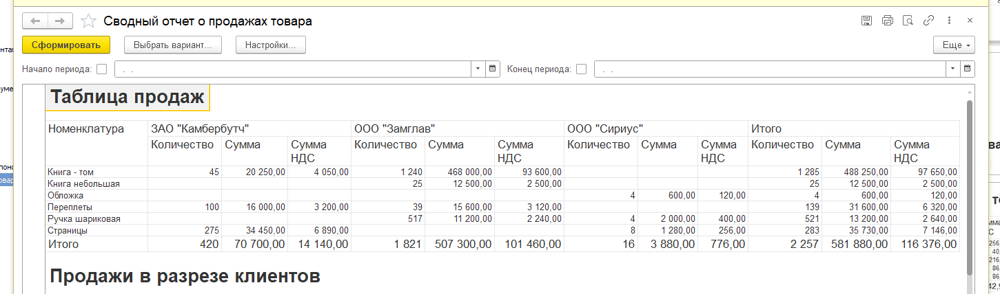 Сводный отчет о продажах товара
Сформировать Выбрать вариант... Настройки... Еще
Начало периода: . . Конец периода: . .
Таблица продаж
Номенклатура ЗАО "Камбербутч" ООО "Замглав" ООО "Сириус" Итого
Количество Сумма Сумма НДС Количество Сумма Сумма НДС Количество Сумма Сумма НДС Количество Сумма Сумма НДС
Книга - том 45 20 250,00 4 050,00 1 240 468 000,00 93 600,00 1 285 488 250,00 97 650,00
Книга небольшая 25 12 500,00 2 500,00 25 12 500,00 2 500,00
Обложка 4 600,00 120,00 4 600,00 120,00
Переплеты 100 16 000,00 3 200,00 39 15 600,00 3 120,00 139 31 600,00 6 320,00
Ручка шариковая 517 11 200,00 2 240,00 4 2 000,00 400,00 521 13 200,00 2 640,00
Страницы 275 34 450,00 6 890,00 8 1 280,00 256,00 283 35 730,00 7 146,00
Итого 420 70 700,00 14 140,00 1 821 507 300,00 101 460,00 16 3 880,00 776,00 2 257 581 880,00 116 376,00
Продажи в разрезе клиентов